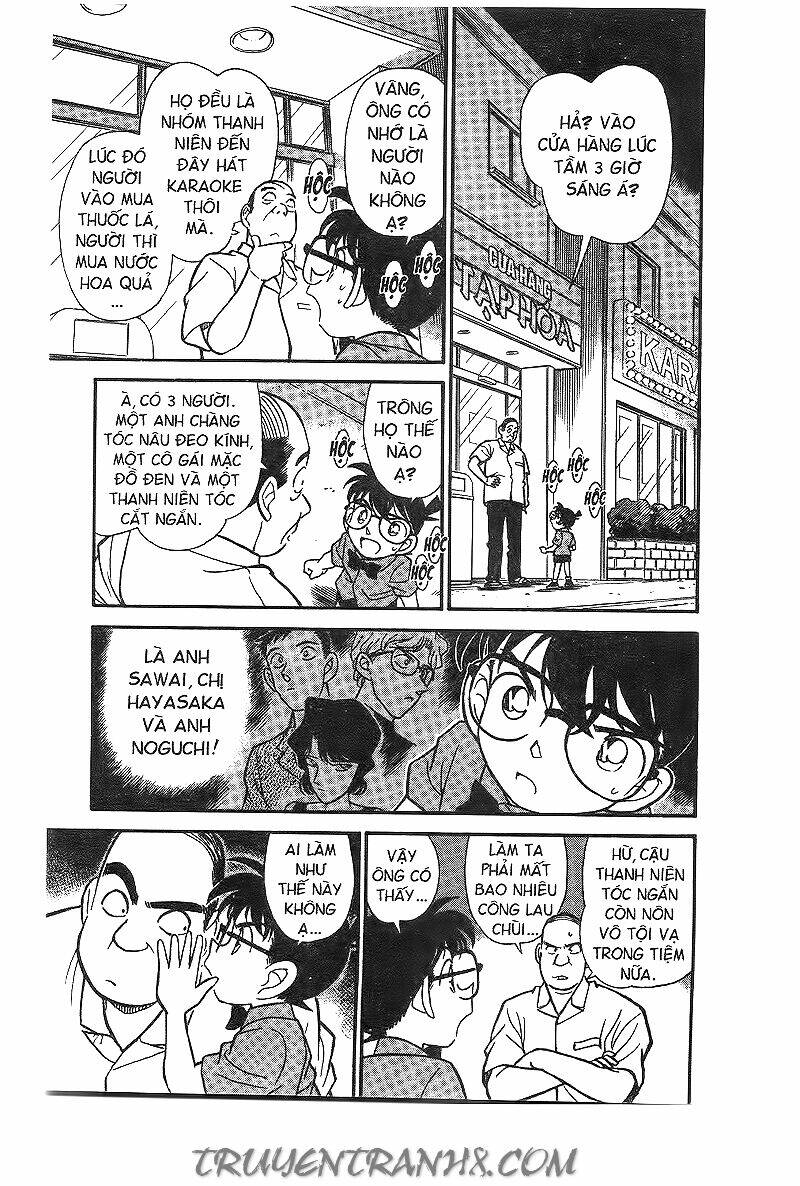 HẢ? VÀO
CỬA HÀNG LÚC
TẦM 3 GIỜ
SÁNG Á?
CỬA HÀNG
TẠP HÓA
KARA
HỘC
HỘC
HỘC
VÂNG,
ÔNG CÓ
NHỚ LÀ
NGƯỜI
NÀO
KHÔNG
Ạ?
HỘC
HỘC
HỘC
HỌ ĐỀU LÀ
NHÓM THANH
NIÊN ĐẾN
ĐÂY HÁT
KARAOKE
THÔI
MÀ.
LÚC ĐÓ
NGƯỜI
VÀO MUA
THUỐC LÁ,
NGƯỜI THÌ
MUA NƯỚC
HOA QUẢ
...
TRÔNG
HỌ THẾ
NÀO
Ạ?
HỘC
HỘC
HỘC
À, CÓ 3 NGƯỜI.
MỘT ANH CHÀNG
TÓC NÂU ĐEO KÍNH,
MỘT CÔ GÁI MẶC
ĐỒ ĐEN VÀ MỘT
THANH NIÊN TÓC
CẮT NGẮN.
LÀ ANH
SAWAI, CHỊ
HAYASAKA
VÀ ANH
NOGUCHI!
HỪ, CẬU
THANH NIÊN
TÓC NGẮN
CÒN NÔN
VÔ TỘI VẠ
TRONG TIỆM
NỮA.
LÀM TA
PHẢI MẤT
BAO NHIÊU
CÔNG LAU
CHÙI...
VẬY
ÔNG CÓ
THẤY...
AI LÀM
NHƯ
THẾ NÀY
KHÔNG
Ạ...
TRUYENTRANH8.COM